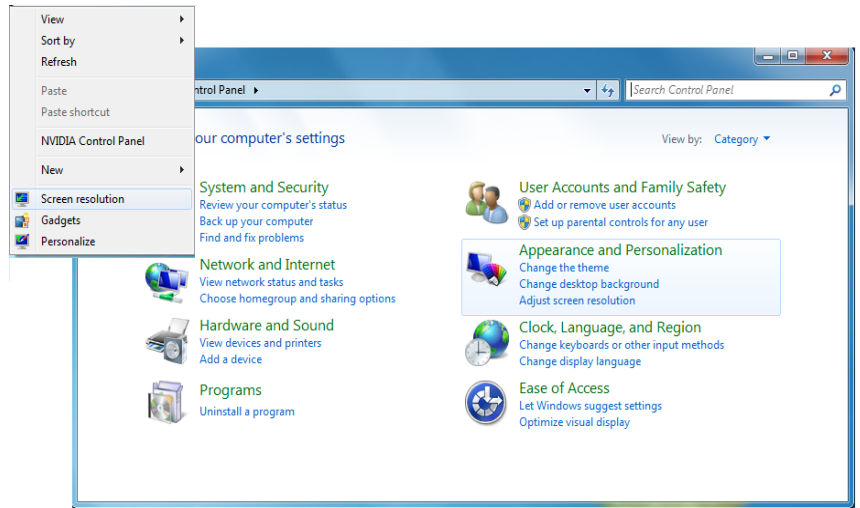 View
Sort by
Refresh
Paste
Paste shortcut
NVIDIA Control Panel
New
Screen resolution
Gadgets
Personalize
ntrol Panel
Search Control Panel
our computer's settings
View by: Category
System and Security
Review your computer's status
Back up your computer
Find and fix problems
Network and Internet
View network status and tasks
Choose homegroup and sharing options
Hardware and Sound
View devices and printers
Add a device
Programs
Uninstall a program
User Accounts and Family Safety
Add or remove user accounts
Set up parental controls for any user
Appearance and Personalization
Change the theme
Change desktop background
Adjust screen resolution
Clock, Language, and Region
Change keyboards or other input methods
Change display language
Ease of Access
Let Windows suggest settings
Optimize visual display